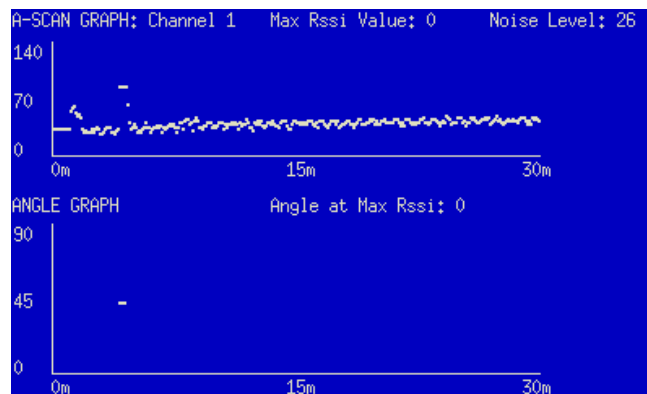 A-SCAN GRAPH: Channel 1 Max Rssi Value: 0 Noise Level: 26
140
70
0
0m 15m 30m
ANGLE GRAPH Angle at Max Rssi: 0
90
45
0
0m 15m 30m